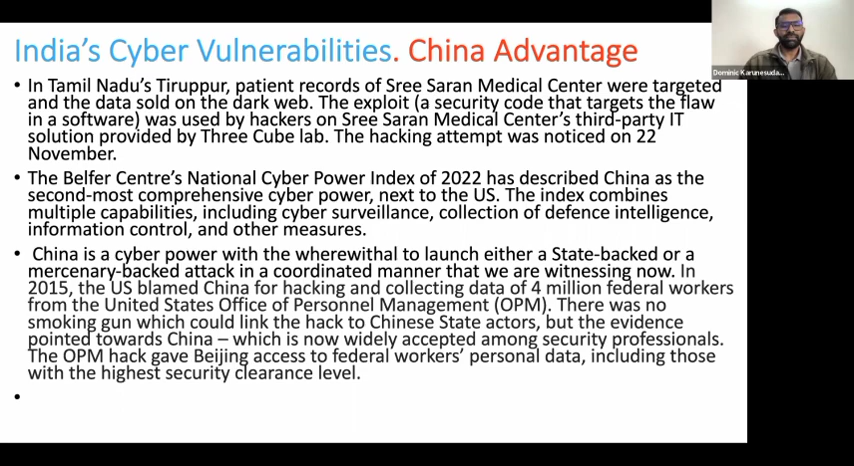 India's Cyber Vulnerabilities. China Advantage
• In Tamil Nadu's Tiruppur, patient records of Sree Saran Medical Center were targeted
and the data sold on the dark web. The exploit (a security code that targets the flaw
in a software) was used by hackers on Sree Saran Medical Center's third-party IT
solution provided by Three Cube lab. The hacking attempt was noticed on 22
November.
• The Belfer Centre's National Cyber Power Index of 2022 has described China as the
second-most comprehensive cyber power, next to the US. The index combines
multiple capabilities, including cyber surveillance, collection of defence intelligence,
information control, and other measures.
• China is a cyber power with the wherewithal to launch either a State-backed or a
mercenary-backed attack in a coordinated manner that we are witnessing now. In
2015, the US blamed China for hacking and collecting data of 4 million federal workers
from the United States Office of Personnel Management (OPM). There was no
smoking gun which could link the hack to Chinese State actors, but the evidence
pointed towards China – which is now widely accepted among security professionals.
The OPM hack gave Beijing access to federal workers' personal data, including those
with the highest security clearance level.
•
Dominic Karunesuda...